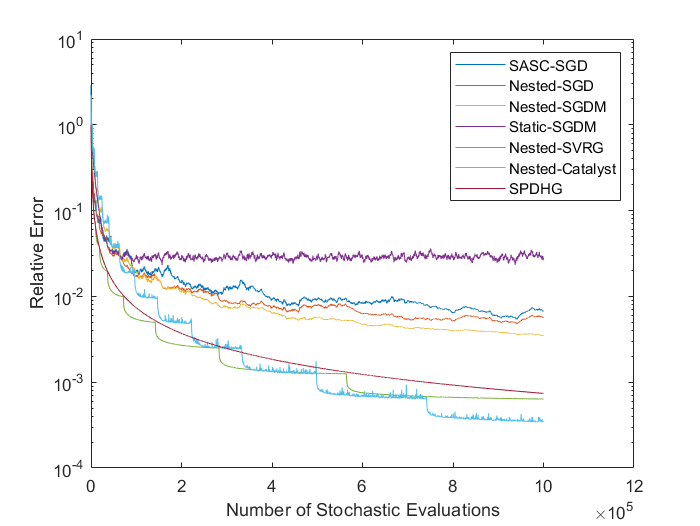 10^1
10^0
10^-1
10^-2
10^-3
10^-4
Relative Error
SASC-SGD
Nested-SGD
Nested-SGDM
Static-SGDM
Nested-SVRG
Nested-Catalyst
SPDHG
0 2 4 6 8 10 12
Number of Stochastic Evaluations
×10^5